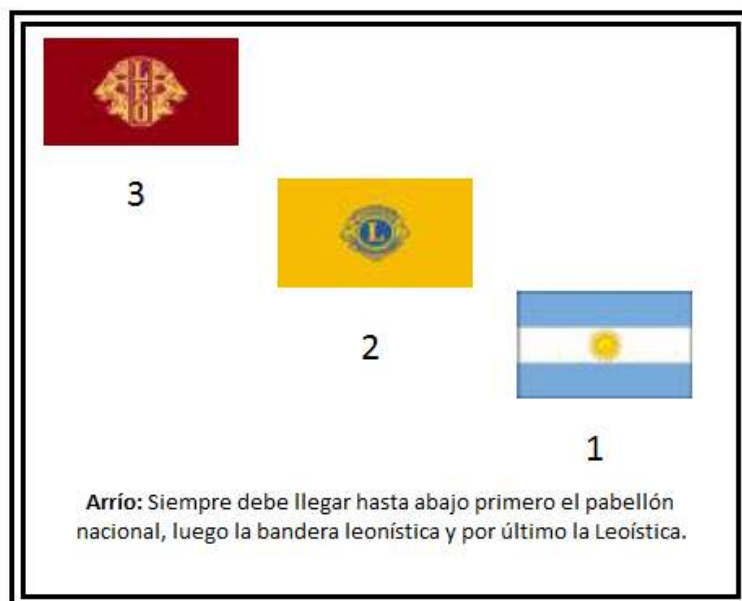 LEO
3
L
2
1
Arrío: Siempre debe llegar hasta abajo primero el pabellón
nacional, luego la bandera leonística y por último la Leoística.